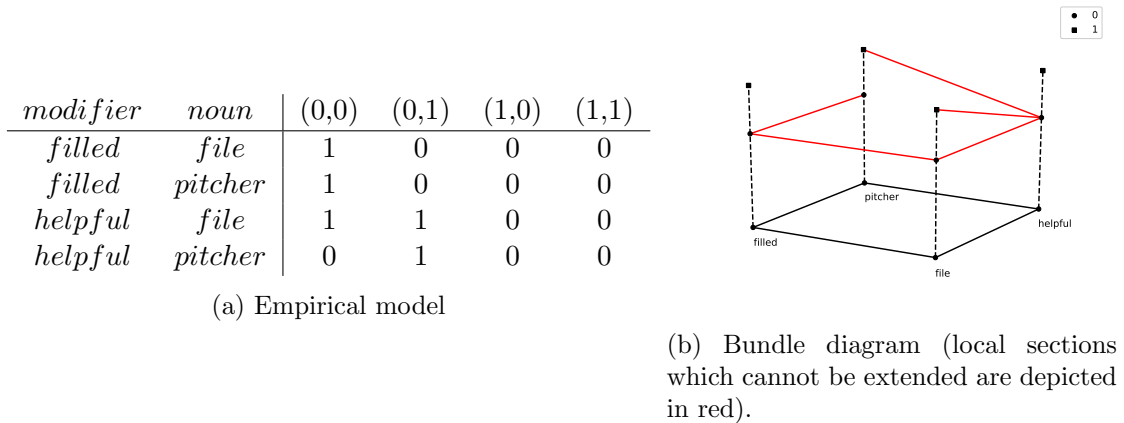 modifier noun (0,0) (0,1) (1,0) (1,1)
filled file 1 0 0 0
filled pitcher 1 0 0 0
helpful file 1 1 0 0
helpful pitcher 0 1 0 0
(a) Empirical model
0
1
pitcher
helpful
filled
file
(b) Bundle diagram (local sections
which cannot be extended are depicted
in red).